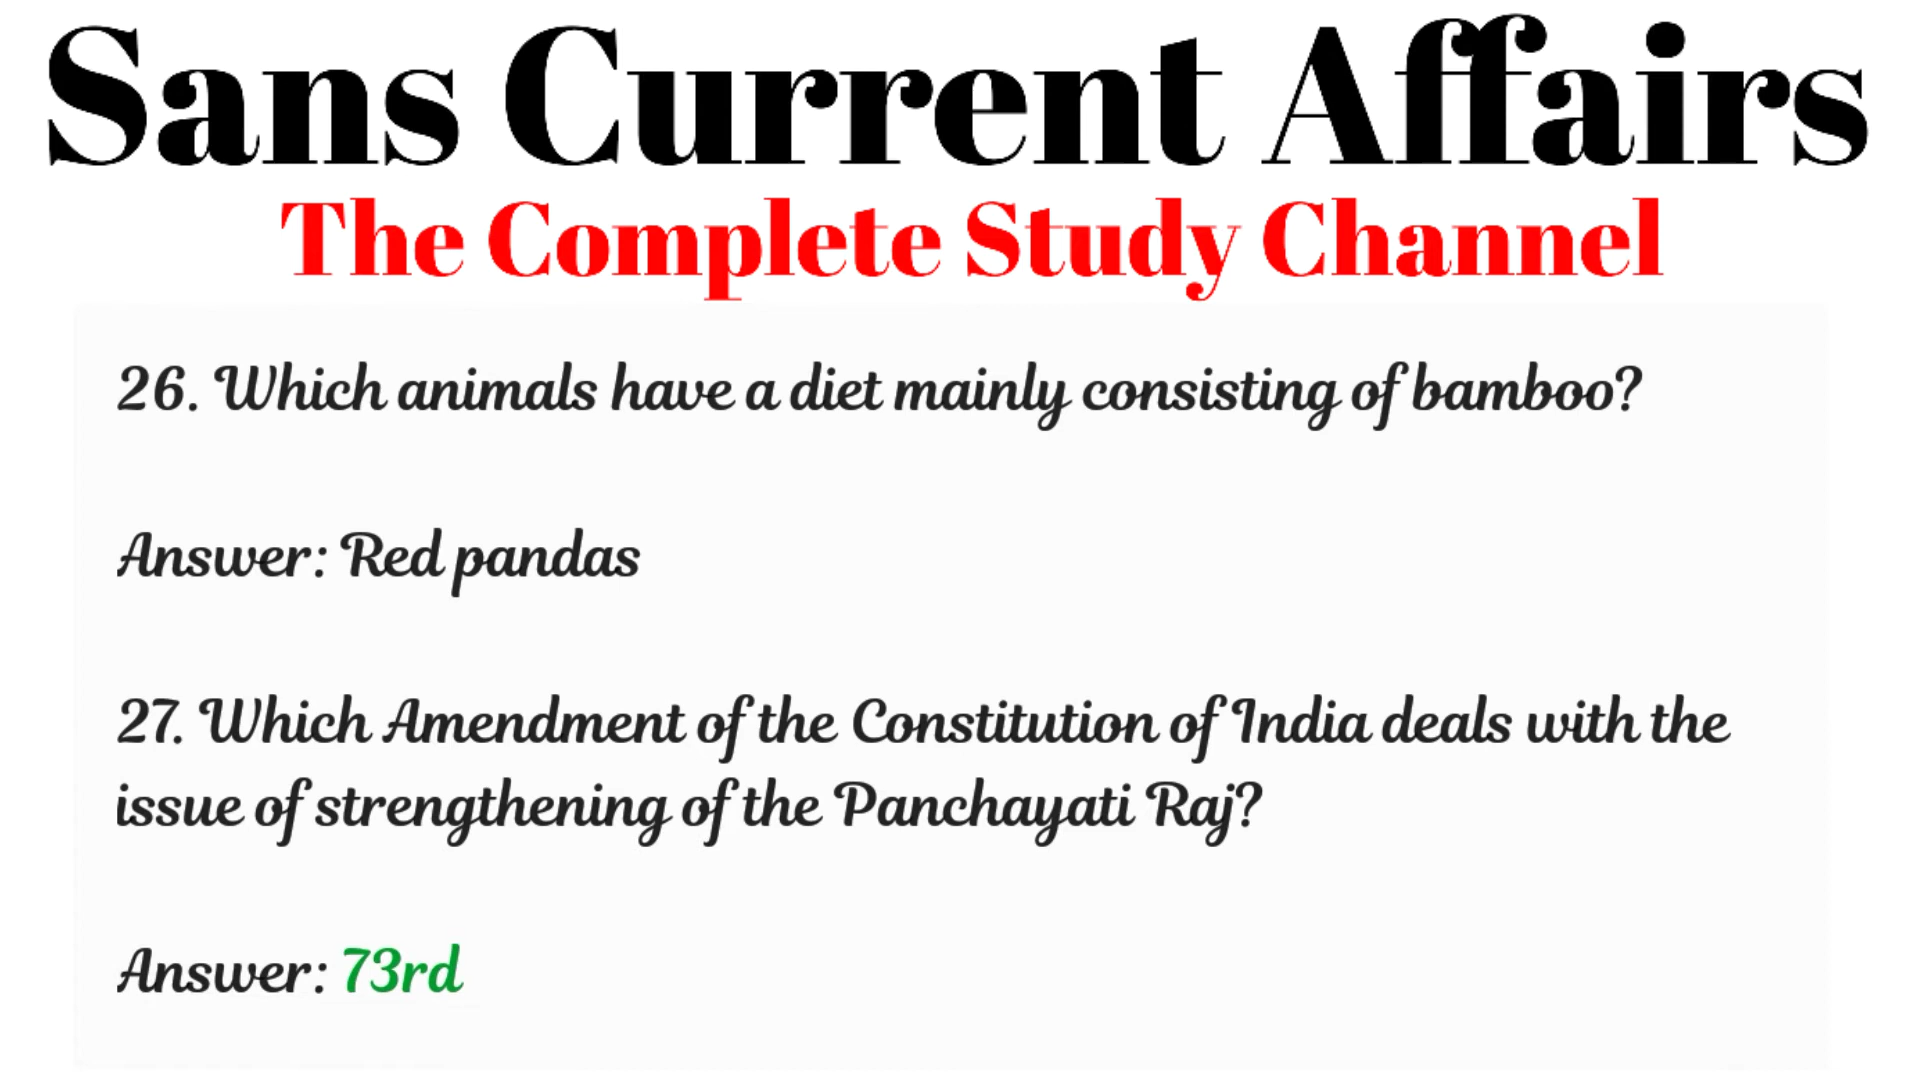 Sans Current Affairs
The Complete Study Channel
26. Which animals have a diet mainly consisting of bamboo?
Answer: Red pandas
27. Which Amendment of the Constitution of India deals with the
issue of strengthening of the Panchayati Raj?
Answer: 73rd